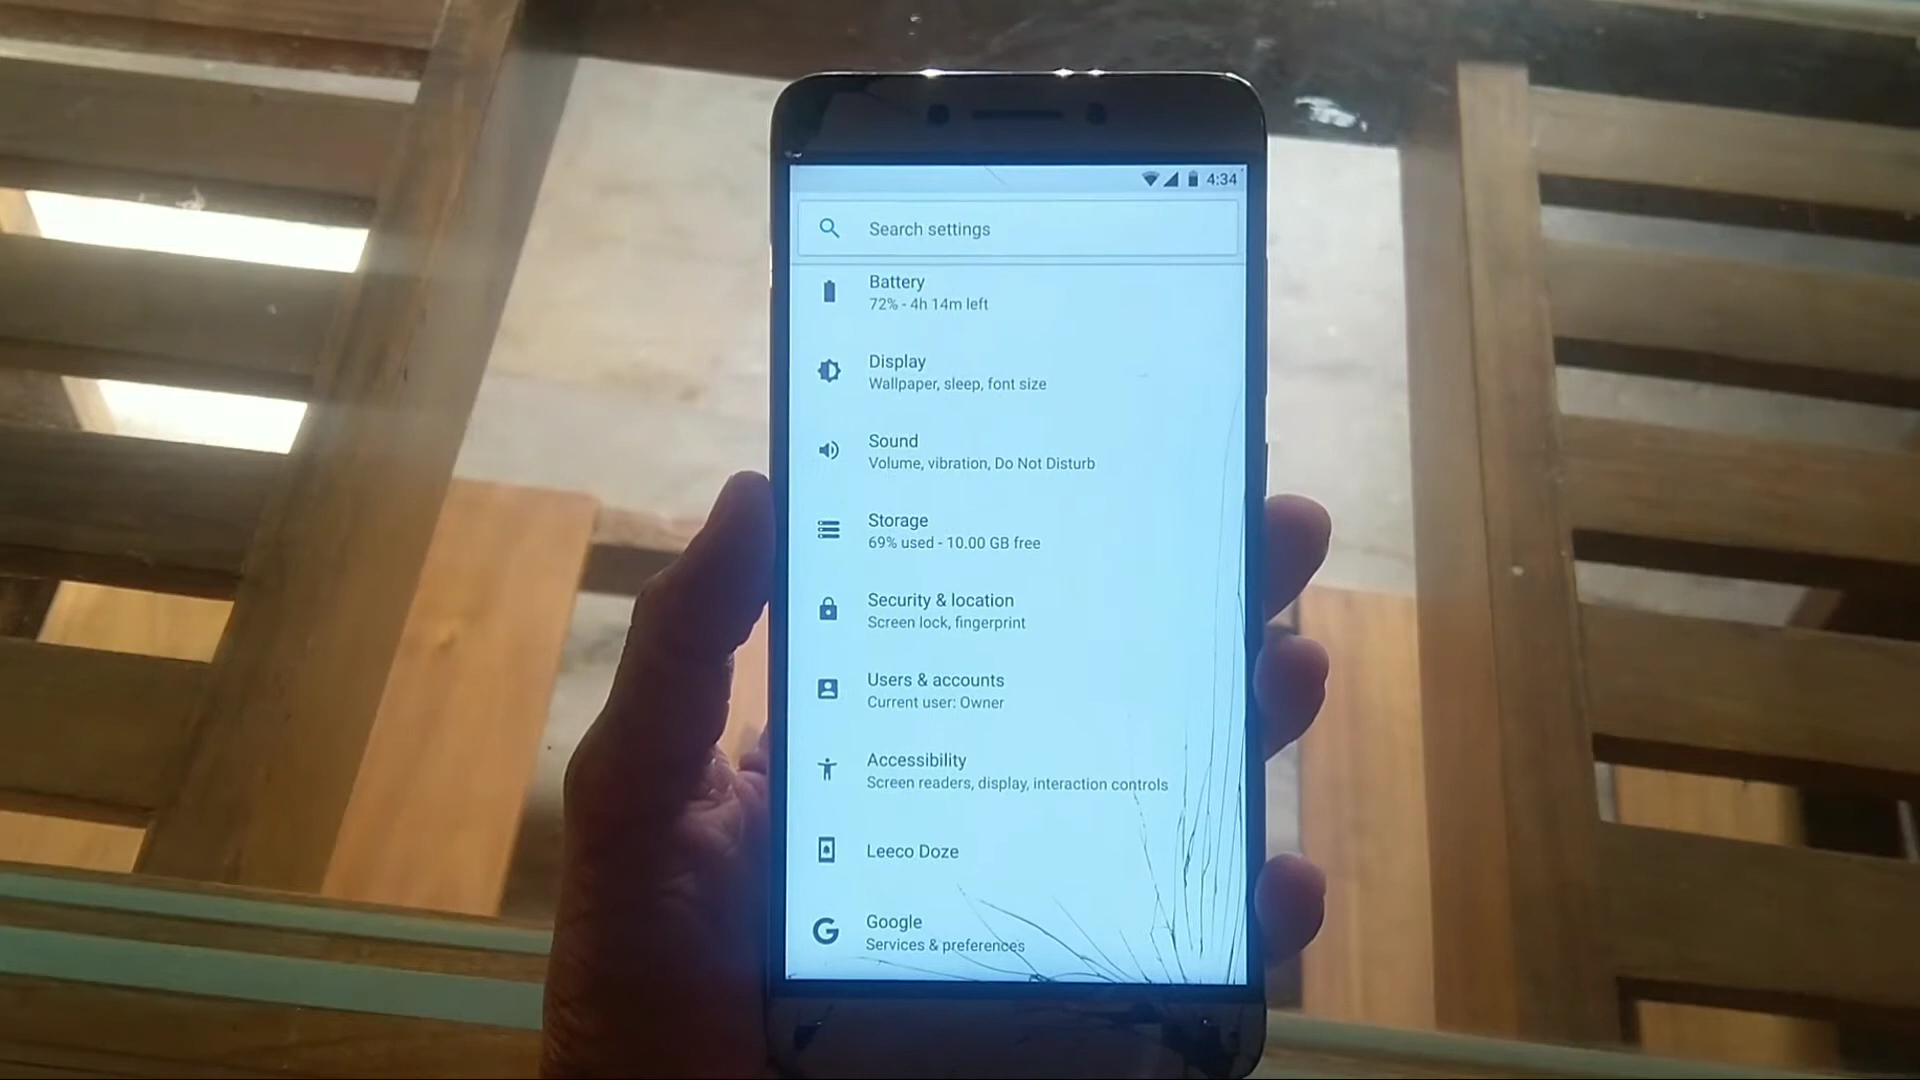 4:34
Search settings
Battery
72% - 4h 14m left
Display
Wallpaper, sleep, font size
Sound
Volume, vibration, Do Not Disturb
Storage
69% used - 10.00 GB free
Security & location
Screen lock, fingerprint
Users & accounts
Current user: Owner
Accessibility
Screen readers, display, interaction controls
Leeco Doze
Google
Services & preferences